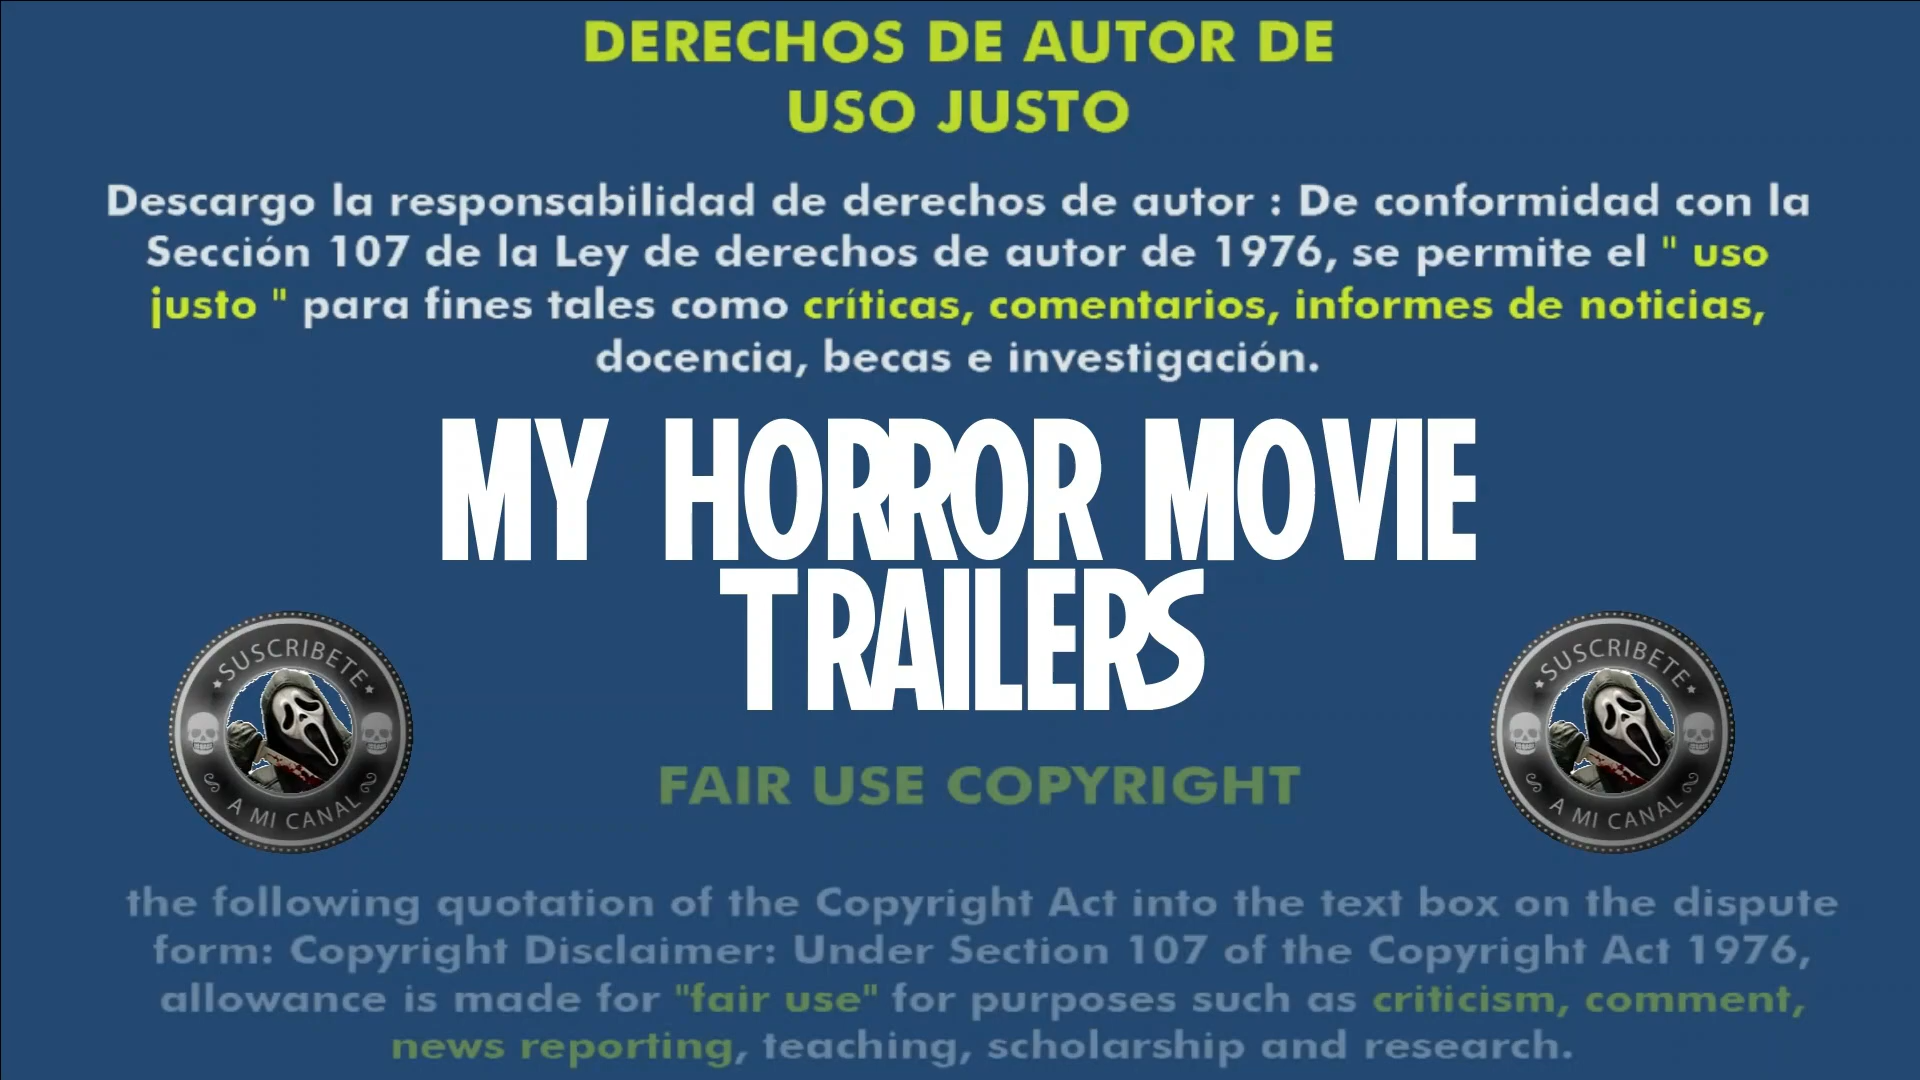 DERECHOS DE AUTOR DE
USO JUSTO
Descargo la responsabilidad de derechos de autor : De conformidad con la
Sección 107 de la Ley de derechos de autor de 1976, se permite el " uso
justo " para fines tales como críticas, comentarios, informes de noticias,
docencia, becas e investigación.
MY HORROR MOVIE
TRAILERS
SUSCRIBETE
A MI CANAL
SUSCRIBETE
A MI CANAL
FAIR USE COPYRIGHT
the following quotation of the Copyright Act into the text box on the dispute
form: Copyright Disclaimer: Under Section 107 of the Copyright Act 1976,
allowance is made for "fair use" for purposes such as criticism, comment,
news reporting, teaching, scholarship and research.